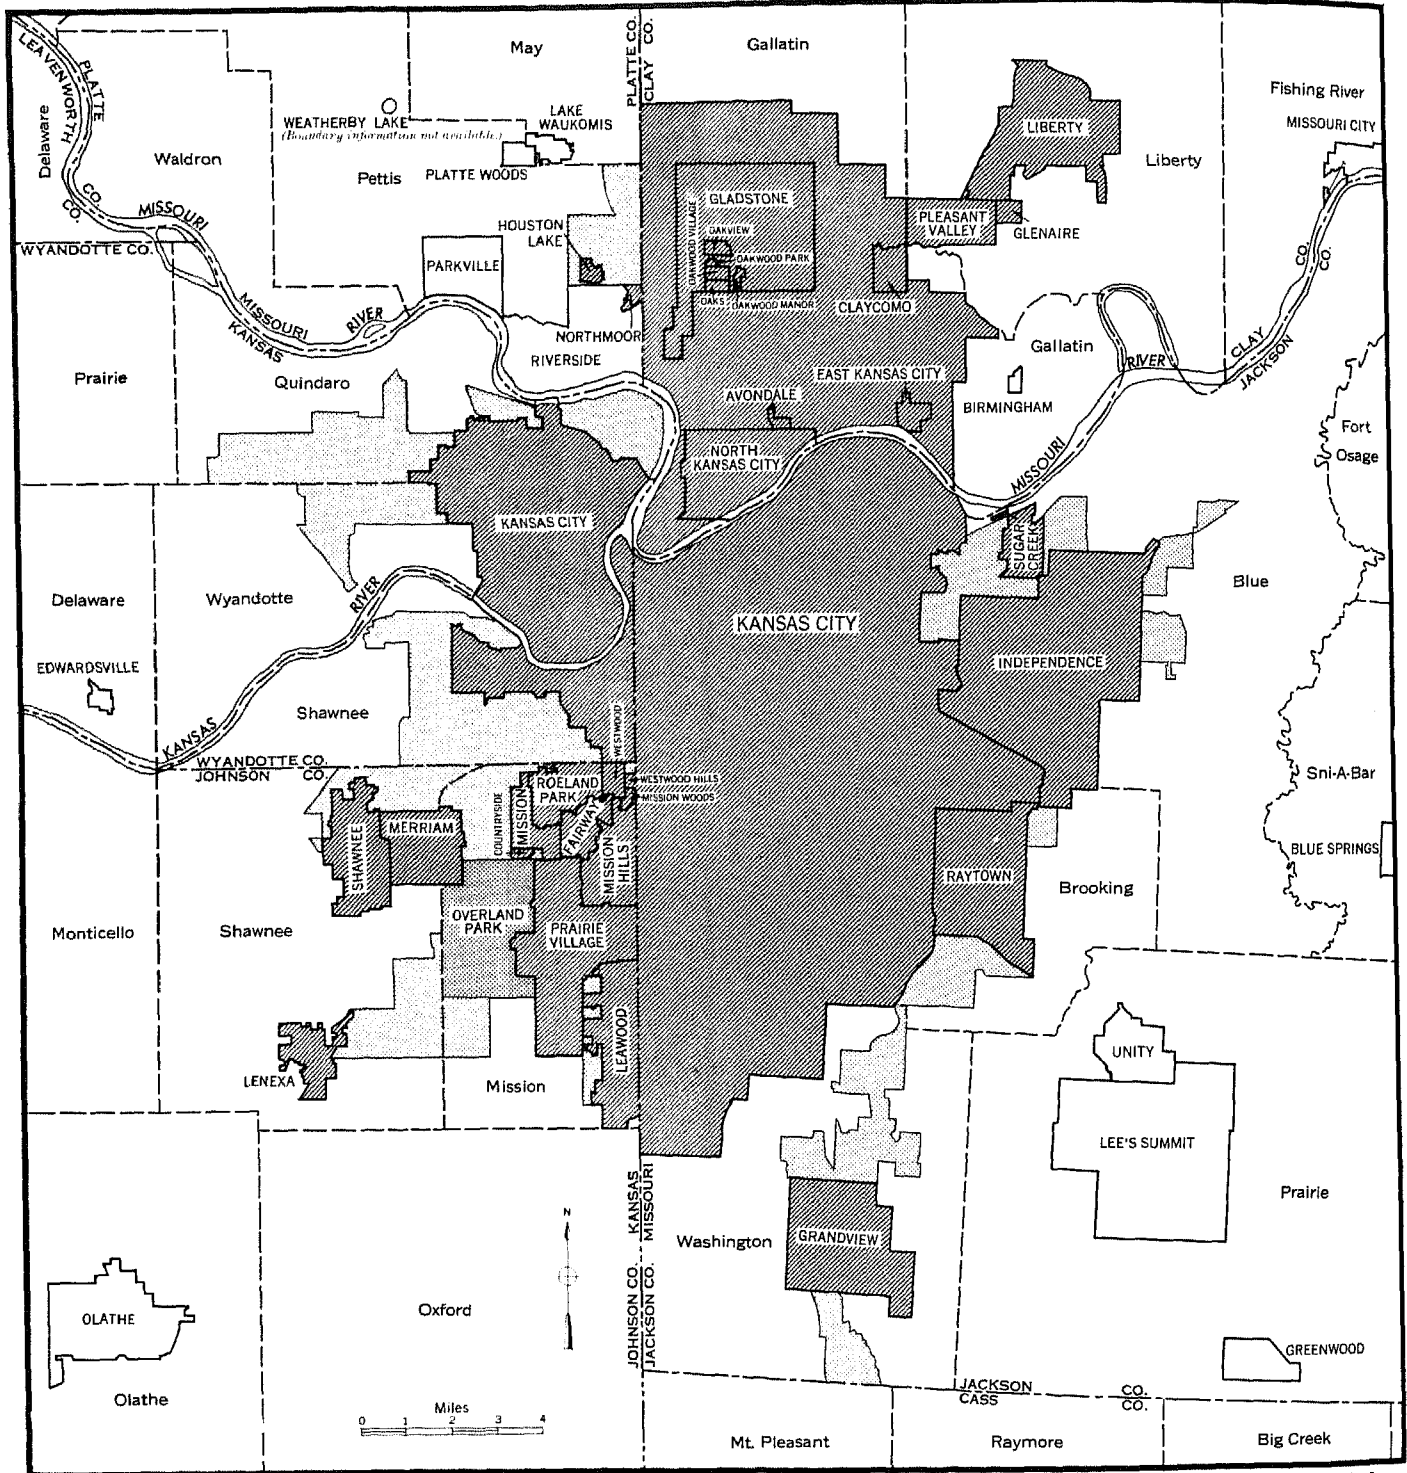 May
Gallatin
PLATTE CO.
CLAY CO.
PLATTE
LEAVENWORTH
CO.
CO.
Delaware
Waldron
WEATHERBY LAKE
(Boundary information not available.)
LAKE
WAUKOMIS
PLATTE WOODS
Pettis
Fishing River
MISSOURI CITY
LIBERTY
Liberty
GLADSTONE
OAKWOOD VILLAGE
OAKVIEW
OAKWOOD PARK
OAKS
OAKWOOD MANOR
PLEASANT
VALLEY
GLENAIRE
CLAYCOMO
HOUSTON
LAKE
PARKVILLE
NORTHMOOR
RIVERSIDE
MISSOURI
WYANDOTTE CO.
MISSOURI
KANSAS
RIVER
Prairie
Quindaro
EAST KANSAS CITY
AVONDALE
NORTH
KANSAS CITY
Gallatin
BIRMINGHAM
RIVER
MISSOURI
CO.
CO.
CLAY
JACKSON
Fort
Osage
KANSAS CITY
SUGAR
CREEK
Delaware
Wyandotte
RIVER
KANSAS CITY
Blue
EDWARDSVILLE
INDEPENDENCE
Shawnee
KANSAS
WYANDOTTE CO.
JOHNSON CO.
WESTWOOD
WESTWOOD HILLS
MISSION WOODS
ROELAND
PARK
COUNTRYSIDE
MISSION
FAIRWAY
MISSION
HILLS
MERRIAM
SHAWNEE
Sni-A-Bar
BLUE SPRINGS
RAYTOWN
Brooking
OVERLAND
PARK
PRAIRIE
VILLAGE
Monticello
Shawnee
LEAWOOD
LENEXA
Mission
UNITY
LEE'S SUMMIT
KANSAS
MISSOURI
Prairie
Washington
GRANDVIEW
N
JOHNSON CO.
JACKSON CO.
OLATHE
Oxford
GREENWOOD
Olathe
Miles
0 1 2 3 4
JACKSON CO.
CASS CO.
Mt. Pleasant
Raymore
Big Creek